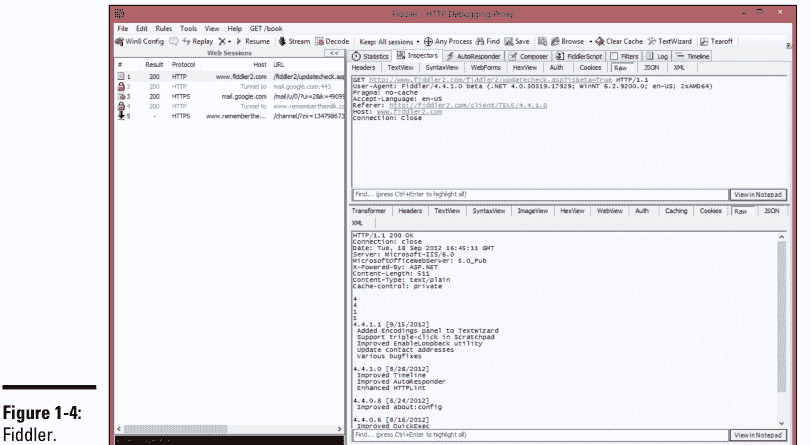 Fiddler - HTTP Debugging Proxy
File Edit Rules Tools View Help GET /book
Win8 Config Replay Resume Stream Decode Keep: All sessions Any Process Find Save Browse Clear Cache TextWizard Tearoff
Web Sessions <<
# Result Protocol Host URL
1 200 HTTP www.fiddler2.com /fiddler2/updatecheck.asp
2 200 HTTP Tunnel to mail.google.com:443
3 200 HTTPS mail.google.com /mail/u/0/?ui=2&ik=49099
4 200 HTTP Tunnel to www.rememberthemilk.co
5 - HTTPS www.rememberthe... /channel/?zx=134798673
Statistics Inspectors AutoResponder Composer FiddlerScript Filters Log Timeline
Headers TextView SyntaxView WebForms HexView Auth Cookies Raw JSON XML
GET http://www.fiddler2.com/fiddler2/updatecheck.asp?isBeta=True HTTP/1.1
User-Agent: Fiddler/4.4.1.0 beta (.NET 4.0.30319.17929; WinNT 6.2.9200.0; en-US; 2xAMD64)
Pragma: no-cache
Accept-Language: en-US
Referer: http://fiddler2.com/client/TELE/4.4.1.0
Host: www.fiddler2.com
Connection: Close
Find... (press Ctrl+Enter to highlight all) View in Notepad
Transformer Headers TextView SyntaxView ImageView HexView WebView Auth Caching Cookies Raw JSON
XML
HTTP/1.1 200 OK
Connection: close
Date: Tue, 18 Sep 2012 16:45:11 GMT
Server: Microsoft-IIS/6.0
MicrosoftOfficeWebServer: 5.0_Pub
X-Powered-By: ASP.NET
Content-Length: 511
Content-Type: text/plain
Cache-control: private
4
4
1
1
4.4.1.1 [9/15/2012]
Added Encodings panel to TextWizard
Support triple-click in Scratchpad
Improved EnableLoopback utility
Update contact addresses
Various bugfixes
4.4.1.0 [8/28/2012]
Improved Timeline
Improved AutoResponder
Enhanced HTTPLint
4.4.0.8 [8/24/2012]
Improved about:config
4.4.0.6 [8/16/2012]
Improved QuickExec
Find... (press Ctrl+Enter to highlight all) View in Notepad
Figure 1-4:
Fiddler.